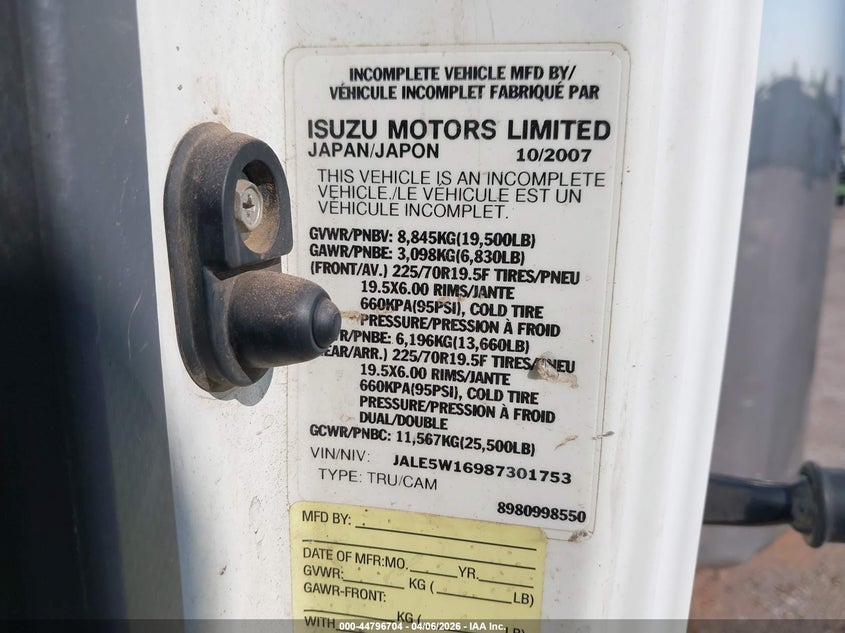 INCOMPLETE VEHICLE MFD BY/
VÉHICULE INCOMPLET FABRIQUÉ PAR
ISUZU MOTORS LIMITED
JAPAN/JAPON 10/2007
THIS VEHICLE IS AN INCOMPLETE
VEHICLE./LE VÉHICULE EST UN
VÉHICULE INCOMPLET.
GVWR/PNBV: 8,845KG(19,500LB)
GAWR/PNBE: 3,098KG(6,830LB)
(FRONT/AV.) 225/70R19.5F TIRES/PNEU
19.5X6.00 RIMS/JANTE
660KPA(95PSI), COLD TIRE
PRESSURE/PRESSION À FROID
/PNBE: 6,196KG(13,660LB)
/ARR.) 225/70R19.5F TIRES/PNEU
19.5X6.00 RIMS/JANTE
660KPA(95PSI), COLD TIRE
PRESSURE/PRESSION À FROID
DUAL/DOUBLE
GCWR/PNBC: 11,567KG(25,500LB)
VIN/NIV: JALE5W16987301753
TYPE: TRU/CAM
8980998550
MFD BY:
DATE OF MFR:MO. YR.
GVWR: KG ( LB)
GAWR-FRONT:
KG ( LB)
WITH
000-44796704 - 04/06/2026 - IAA Inc.